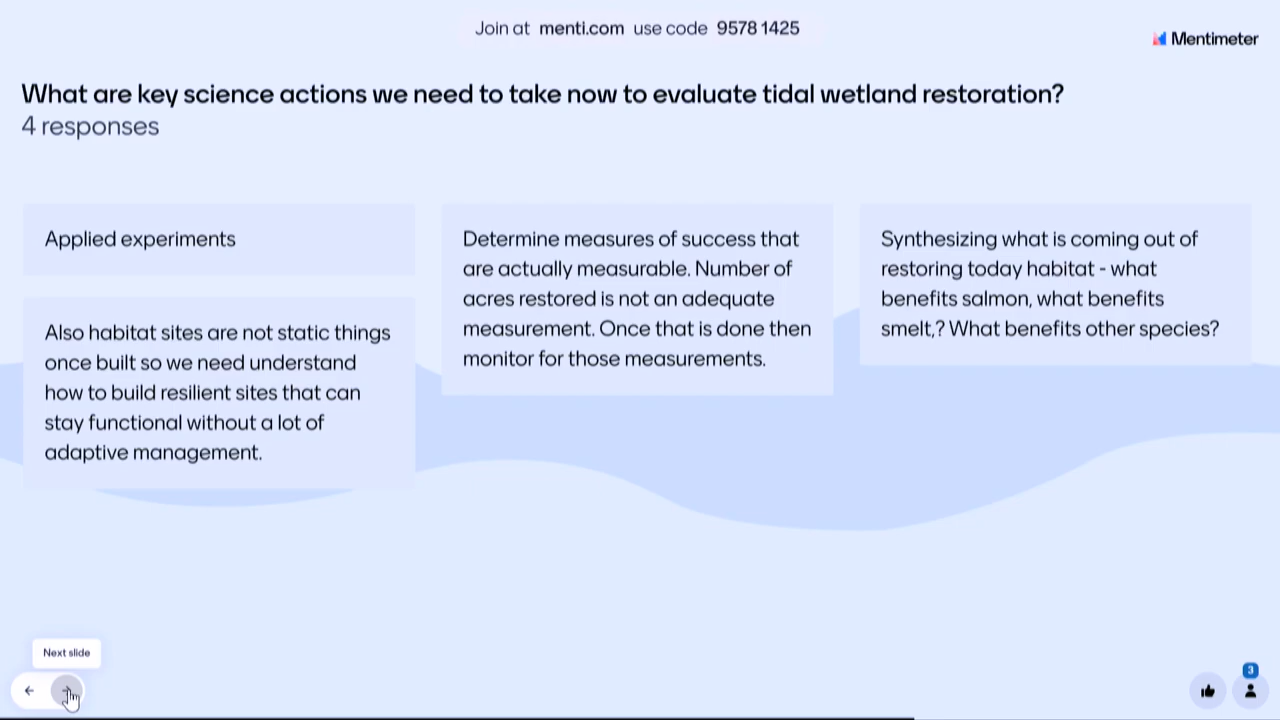 Join at menti.com use code 9578 1425
Mentimeter
What are key science actions we need to take now to evaluate tidal wetland restoration?
4 responses
Applied experiments
Also habitat sites are not static things
once built so we need understand
how to build resilient sites that can
stay functional without a lot of
adaptive management.
Determine measures of success that
are actually measurable. Number of
acres restored is not an adequate
measurement. Once that is done then
monitor for those measurements.
Synthesizing what is coming out of
restoring today habitat - what
benefits salmon, what benefits
smelt,? What benefits other species?
Next slide
3